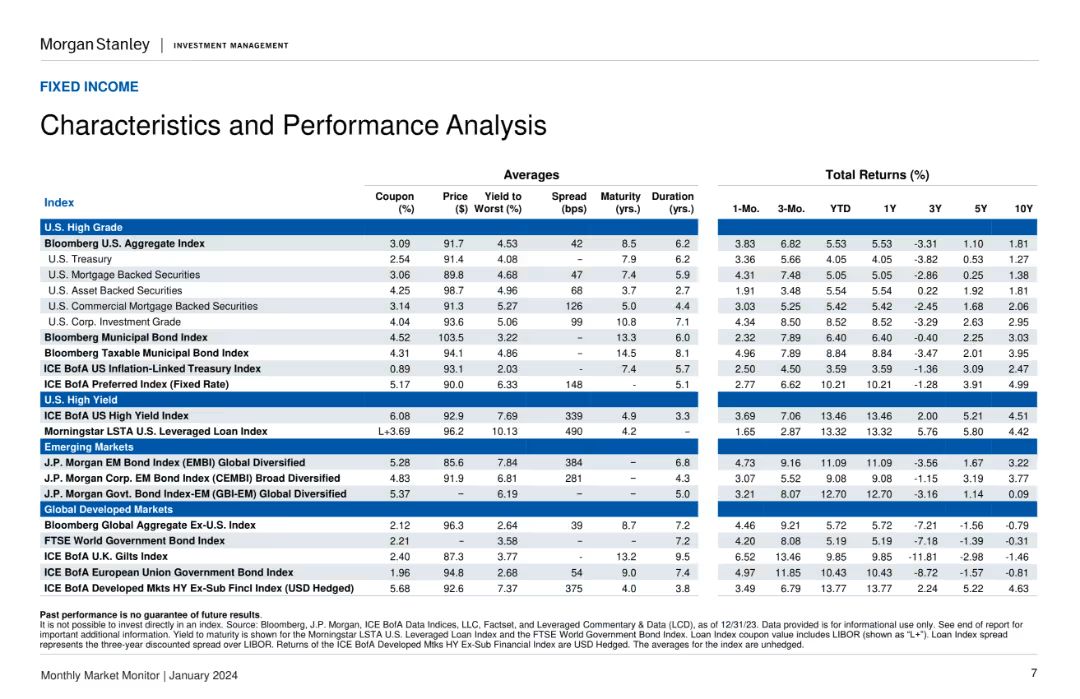 Morgan Stanley | INVESTMENT MANAGEMENT
FIXED INCOME
Characteristics and Performance Analysis
Averages Total Returns (%)
Index Coupon (%) Price ($) Yield to Worst (%) Spread (bps) Maturity (yrs.) Duration (yrs.) 1-Mo. 3-Mo. YTD 1Y 3Y 5Y 10Y
U.S. High Grade
Bloomberg U.S. Aggregate Index 3.09 91.7 4.53 42 8.5 6.2 3.83 6.82 5.53 5.53 -3.31 1.10 1.81
U.S. Treasury 2.54 91.4 4.08 – 7.9 6.2 3.36 5.66 4.05 4.05 -3.82 0.53 1.27
U.S. Mortgage Backed Securities 3.06 89.8 4.68 47 7.4 5.9 4.31 7.48 5.05 5.05 -2.86 0.25 1.38
U.S. Asset Backed Securities 4.25 98.7 4.96 68 3.7 2.7 1.91 3.48 5.54 5.54 0.22 1.92 1.81
U.S. Commercial Mortgage Backed Securities 3.14 91.3 5.27 126 5.0 4.4 3.03 5.25 5.42 5.42 -2.45 1.68 2.06
U.S. Corp. Investment Grade 4.04 93.6 5.06 99 10.8 7.1 4.34 8.50 8.52 8.52 -3.29 2.63 2.95
Bloomberg Municipal Bond Index 4.52 103.5 3.22 – 13.3 6.0 2.32 7.89 6.40 6.40 -0.40 2.25 3.03
Bloomberg Taxable Municipal Bond Index 4.31 94.1 4.86 – 14.5 8.1 4.96 7.89 8.84 8.84 -3.47 2.01 3.95
ICE BofA US Inflation-Linked Treasury Index 0.89 93.1 2.03 - 7.4 5.7 2.50 4.50 3.59 3.59 -1.36 3.09 2.47
ICE BofA Preferred Index (Fixed Rate) 5.17 90.0 6.33 148 - 5.1 2.77 6.62 10.21 10.21 -1.28 3.91 4.99
U.S. High Yield
ICE BofA US High Yield Index 6.08 92.9 7.69 339 4.9 3.3 3.69 7.06 13.46 13.46 2.00 5.21 4.51
Morningstar LSTA U.S. Leveraged Loan Index L+3.69 96.2 10.13 490 4.2 – 1.65 2.87 13.32 13.32 5.76 5.80 4.42
Emerging Markets
J.P. Morgan EM Bond Index (EMBI) Global Diversified 5.28 85.6 7.84 384 – 6.8 4.73 9.16 11.09 11.09 -3.56 1.67 3.22
J.P. Morgan Corp. EM Bond Index (CEMBI) Broad Diversified 4.83 91.9 6.81 281 – 4.3 3.07 5.52 9.08 9.08 -1.15 3.19 3.77
J.P. Morgan Govt. Bond Index-EM (GBI-EM) Global Diversified 5.37 – 6.19 – – 5.0 3.21 8.07 12.70 12.70 -3.16 1.14 0.09
Global Developed Markets
Bloomberg Global Aggregate Ex-U.S. Index 2.12 96.3 2.64 39 8.7 7.2 4.46 9.21 5.72 5.72 -7.21 -1.56 -0.79
FTSE World Government Bond Index 2.21 – 3.58 – – 7.2 4.20 8.08 5.19 5.19 -7.18 -1.39 -0.31
ICE BofA U.K. Gilts Index 2.40 87.3 3.77 - 13.2 9.5 6.52 13.46 9.85 9.85 -11.81 -2.98 -1.46
ICE BofA European Union Government Bond Index 1.96 94.8 2.68 54 9.0 7.4 4.97 11.85 10.43 10.43 -8.72 -1.57 -0.81
ICE BofA Developed Mkts HY Ex-Sub Fincl Index (USD Hedged) 5.68 92.6 7.37 375 4.0 3.8 3.49 6.79 13.77 13.77 2.24 5.22 4.63
Past performance is no guarantee of future results.
It is not possible to invest directly in an index. Source: Bloomberg, J.P. Morgan, ICE BofA Data Indices, LLC, Factset, and Leveraged Commentary & Data (LCD), as of 12/31/23. Data provided is for informational use only. See end of report for
important additional information. Yield to maturity is shown for the Morningstar LSTA U.S. Leveraged Loan Index and the FTSE World Government Bond Index. Loan Index coupon value includes LIBOR (shown as “L+”). Loan Index spread
represents the three-year discounted spread over LIBOR. Returns of the ICE BofA Developed Mtks HY Ex-Sub Financial Index are USD Hedged. The averages for the index are unhedged.
Monthly Market Monitor | January 2024 7